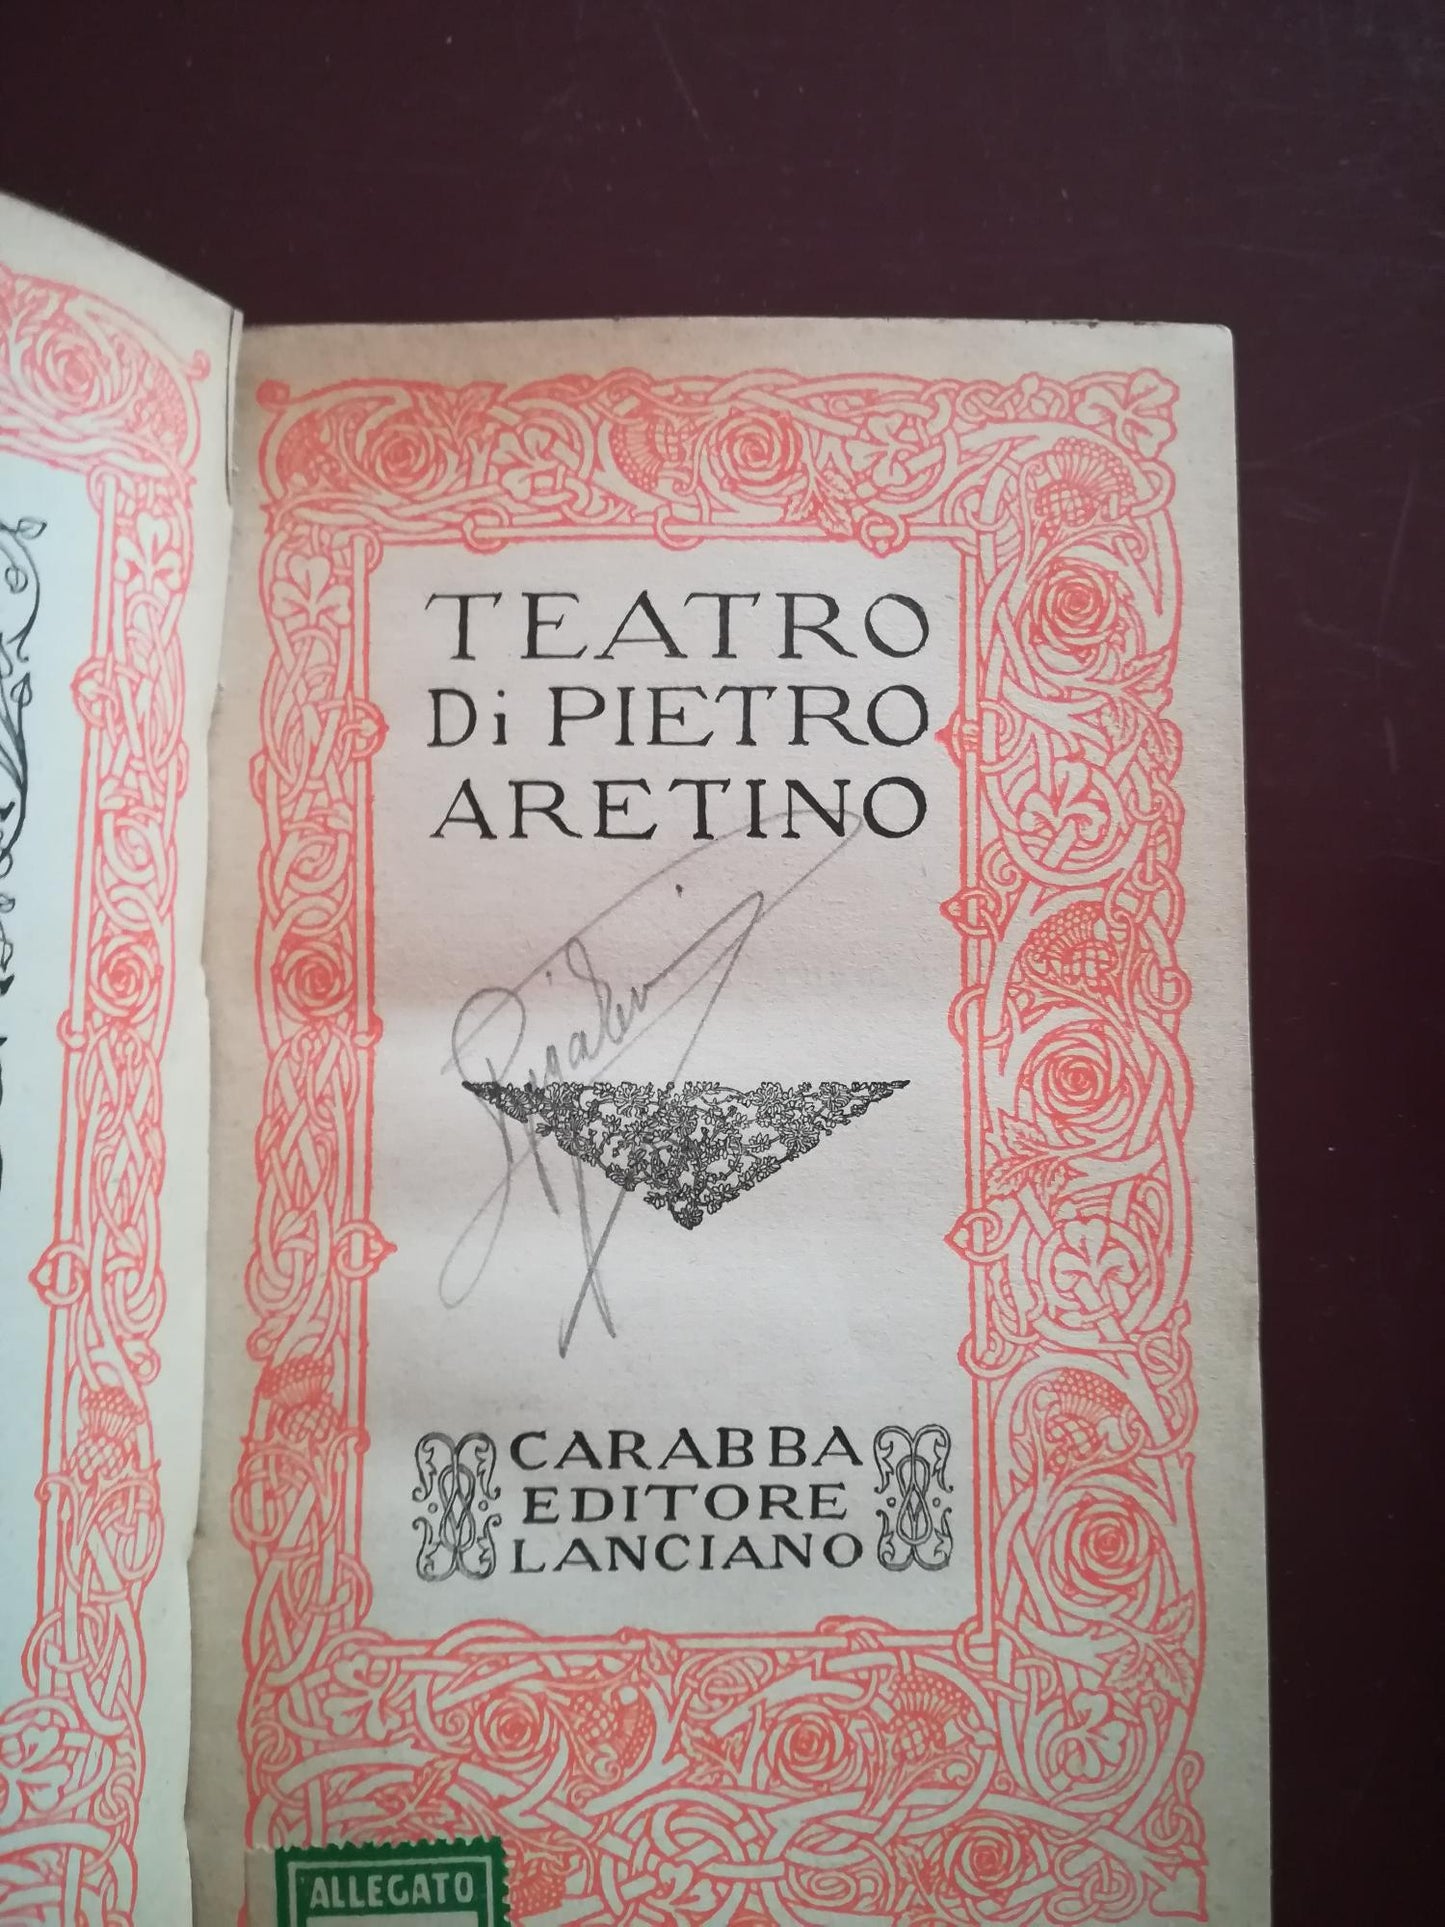 TEATRO
Di PIETRO
ARETINO
CARABBA
EDITORE
LANCIANO
ALLEGATO